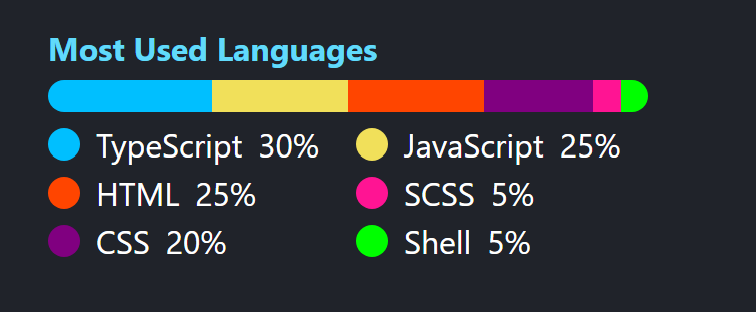 Most Used Languages
TypeScript 30% JavaScript 25%
HTML 25% SCSS 5%
CSS 20% Shell 5%